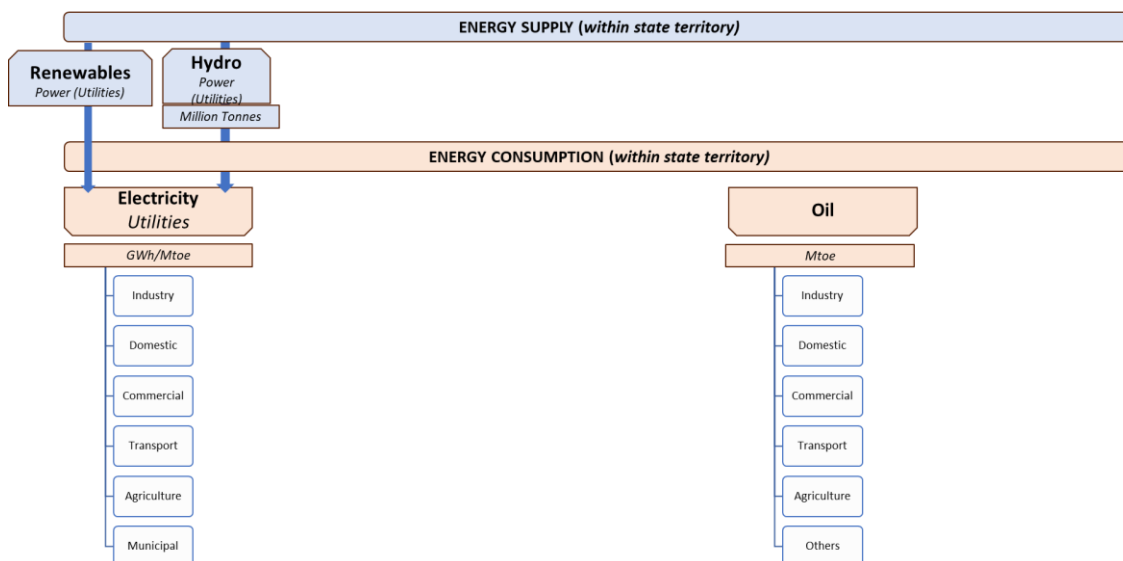 ENERGY SUPPLY (within state territory)
Renewables
Power (Utilities)
Hydro
Power
(Utilities)
Million Tonnes
ENERGY CONSUMPTION (within state territory)
Electricity
Utilities
GWh/Mtoe
Industry
Domestic
Commercial
Transport
Agriculture
Municipal
Oil
Mtoe
Industry
Domestic
Commercial
Transport
Agriculture
Others